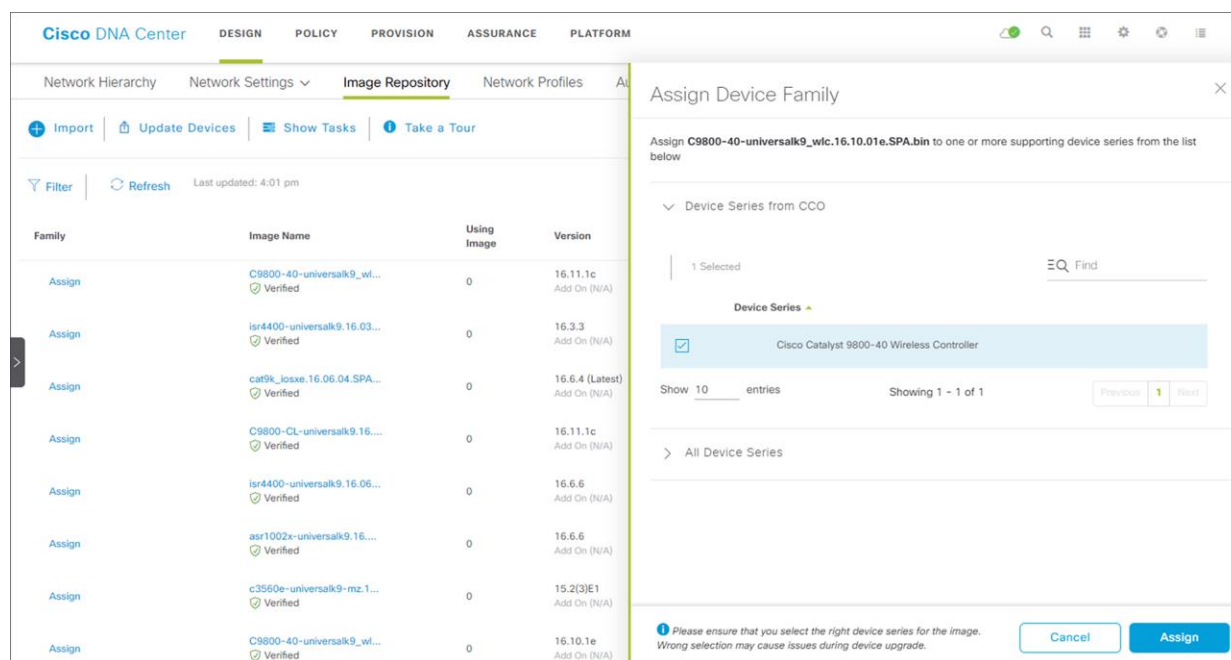 Cisco DNA Center DESIGN POLICY PROVISION ASSURANCE PLATFORM
Network Hierarchy Network Settings Image Repository Network Profiles Au
Import Update Devices Show Tasks Take a Tour
Filter Refresh Last updated: 4:01 pm
Family Image Name Using Image Version
Assign C9800-40-universalk9_wl... 0 16.11.1c
Verified Add On (N/A)
Assign isr4400-universalk9.16.03... 0 16.3.3
Verified Add On (N/A)
Assign cat9k_iosxe.16.06.04.SPA... 0 16.6.4 (Latest)
Verified Add On (N/A)
Assign C9800-CL-universalk9.16.... 0 16.11.1c
Verified Add On (N/A)
Assign isr4400-universalk9.16.06... 0 16.6.6
Verified Add On (N/A)
Assign asr1002x-universalk9.16.... 0 16.6.6
Verified Add On (N/A)
Assign c3560e-universalk9-mz.1... 0 15.2(3)E1
Verified Add On (N/A)
Assign C9800-40-universalk9_wl... 0 16.10.1e
Verified Add On (N/A)
Assign Device Family
Assign C9800-40-universalk9_wlc.16.10.01e.SPA.bin to one or more supporting device series from the list
below
Device Series from CCO
1 Selected Find
Device Series
Cisco Catalyst 9800-40 Wireless Controller
Show 10 entries Showing 1 - 1 of 1 Previous 1 Next
All Device Series
Please ensure that you select the right device series for the image.
Wrong selection may cause issues during device upgrade.
Cancel Assign